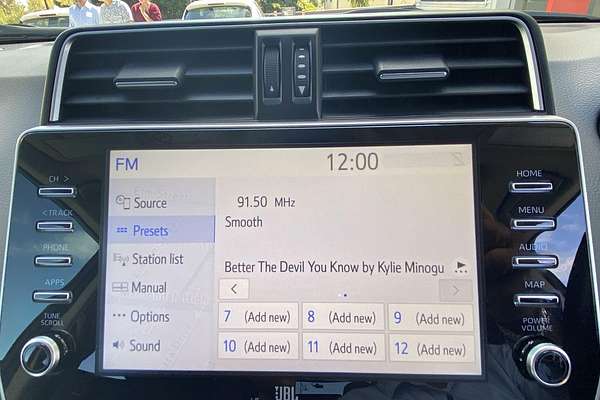 FM 12:00
CH >
< TRACK
PHONE
APPS
TUNE
SCROLL
Source
Presets
Station list
Manual
Options
Sound
91.50 MHz
Smooth
Better The Devil You Know by Kylie Minogu
7 (Add new) 8 (Add new) 9 (Add new)
10 (Add new) 11 (Add new) 12 (Add new)
HOME
MENU
AUDIO
MAP
POWER
VOLUME
JBL